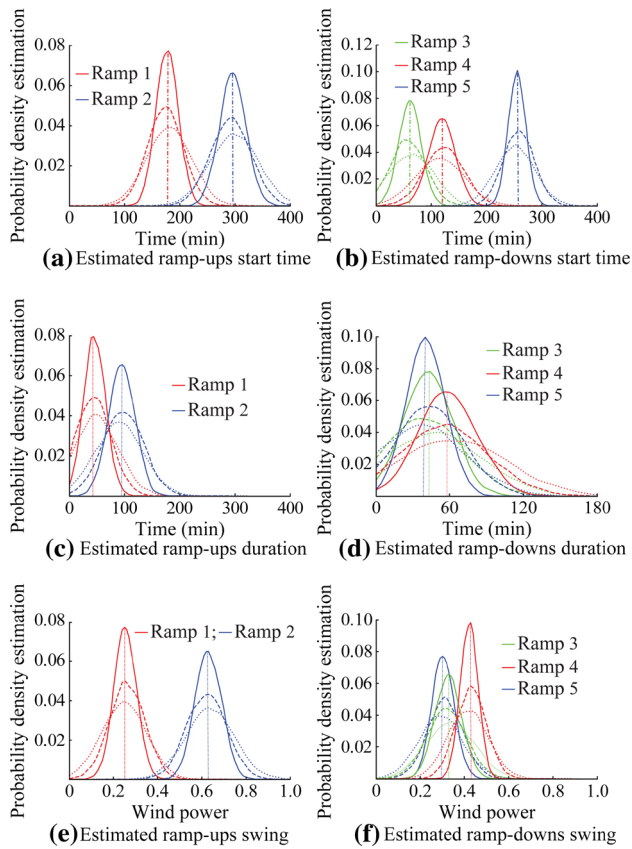 Probability density estimation
0.08
0.06
0.04
0.02
Ramp 1
Ramp 2
0 100 200 300 400
Time (min)
(a) Estimated ramp-ups start time
Probability density estimation
0.12
0.10
0.08
0.06
0.04
0.02
Ramp 3
Ramp 4
Ramp 5
0 100 200 300 400
Time (min)
(b) Estimated ramp-downs start time
Probability density estimation
0.08
0.06
0.04
0.02
Ramp 1
Ramp 2
0 100 200 300 400
Time (min)
(c) Estimated ramp-ups duration
Probability density estimation
0.10
0.08
0.06
0.04
0.02
Ramp 3
Ramp 4
Ramp 5
0 60 120 180
Time (min)
(d) Estimated ramp-downs duration
Probability density estimation
0.08
0.06
0.04
0.02
Ramp 1; Ramp 2
0 0.2 0.4 0.6 0.8 1.0
Wind power
(e) Estimated ramp-ups swing
Probability density estimation
0.10
0.08
0.06
0.04
0.02
Ramp 3
Ramp 4
Ramp 5
0 0.2 0.4 0.6 0.8 1.0
Wind power
(f) Estimated ramp-downs swing